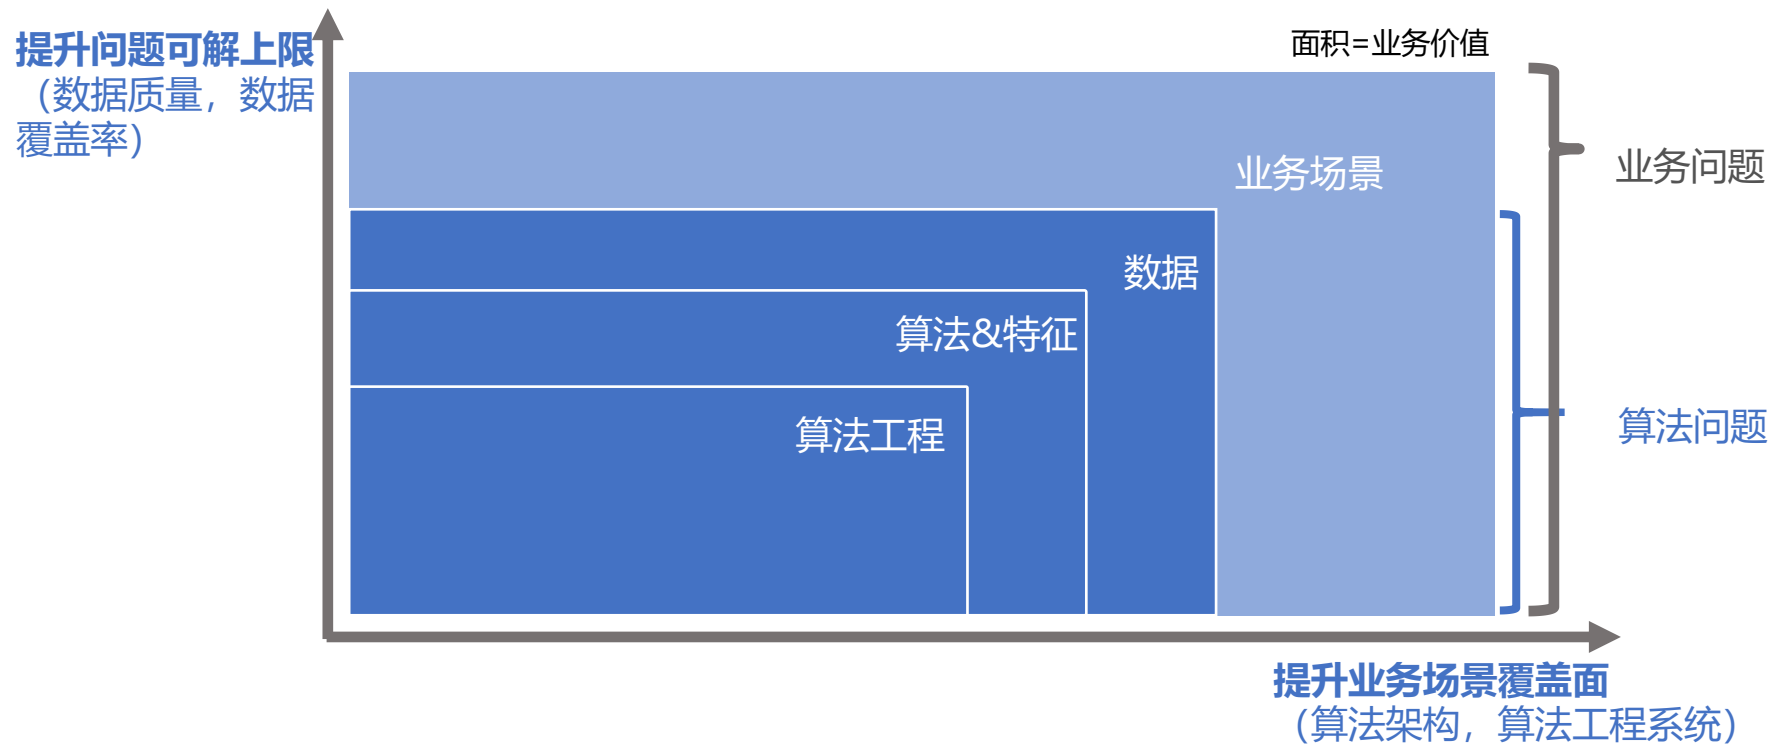 提升问题可解上限
（数据质量，数据
覆盖率）
面积=业务价值
业务场景
业务问题
数据
算法&特征
算法工程
算法问题
提升业务场景覆盖面
（算法架构，算法工程系统）